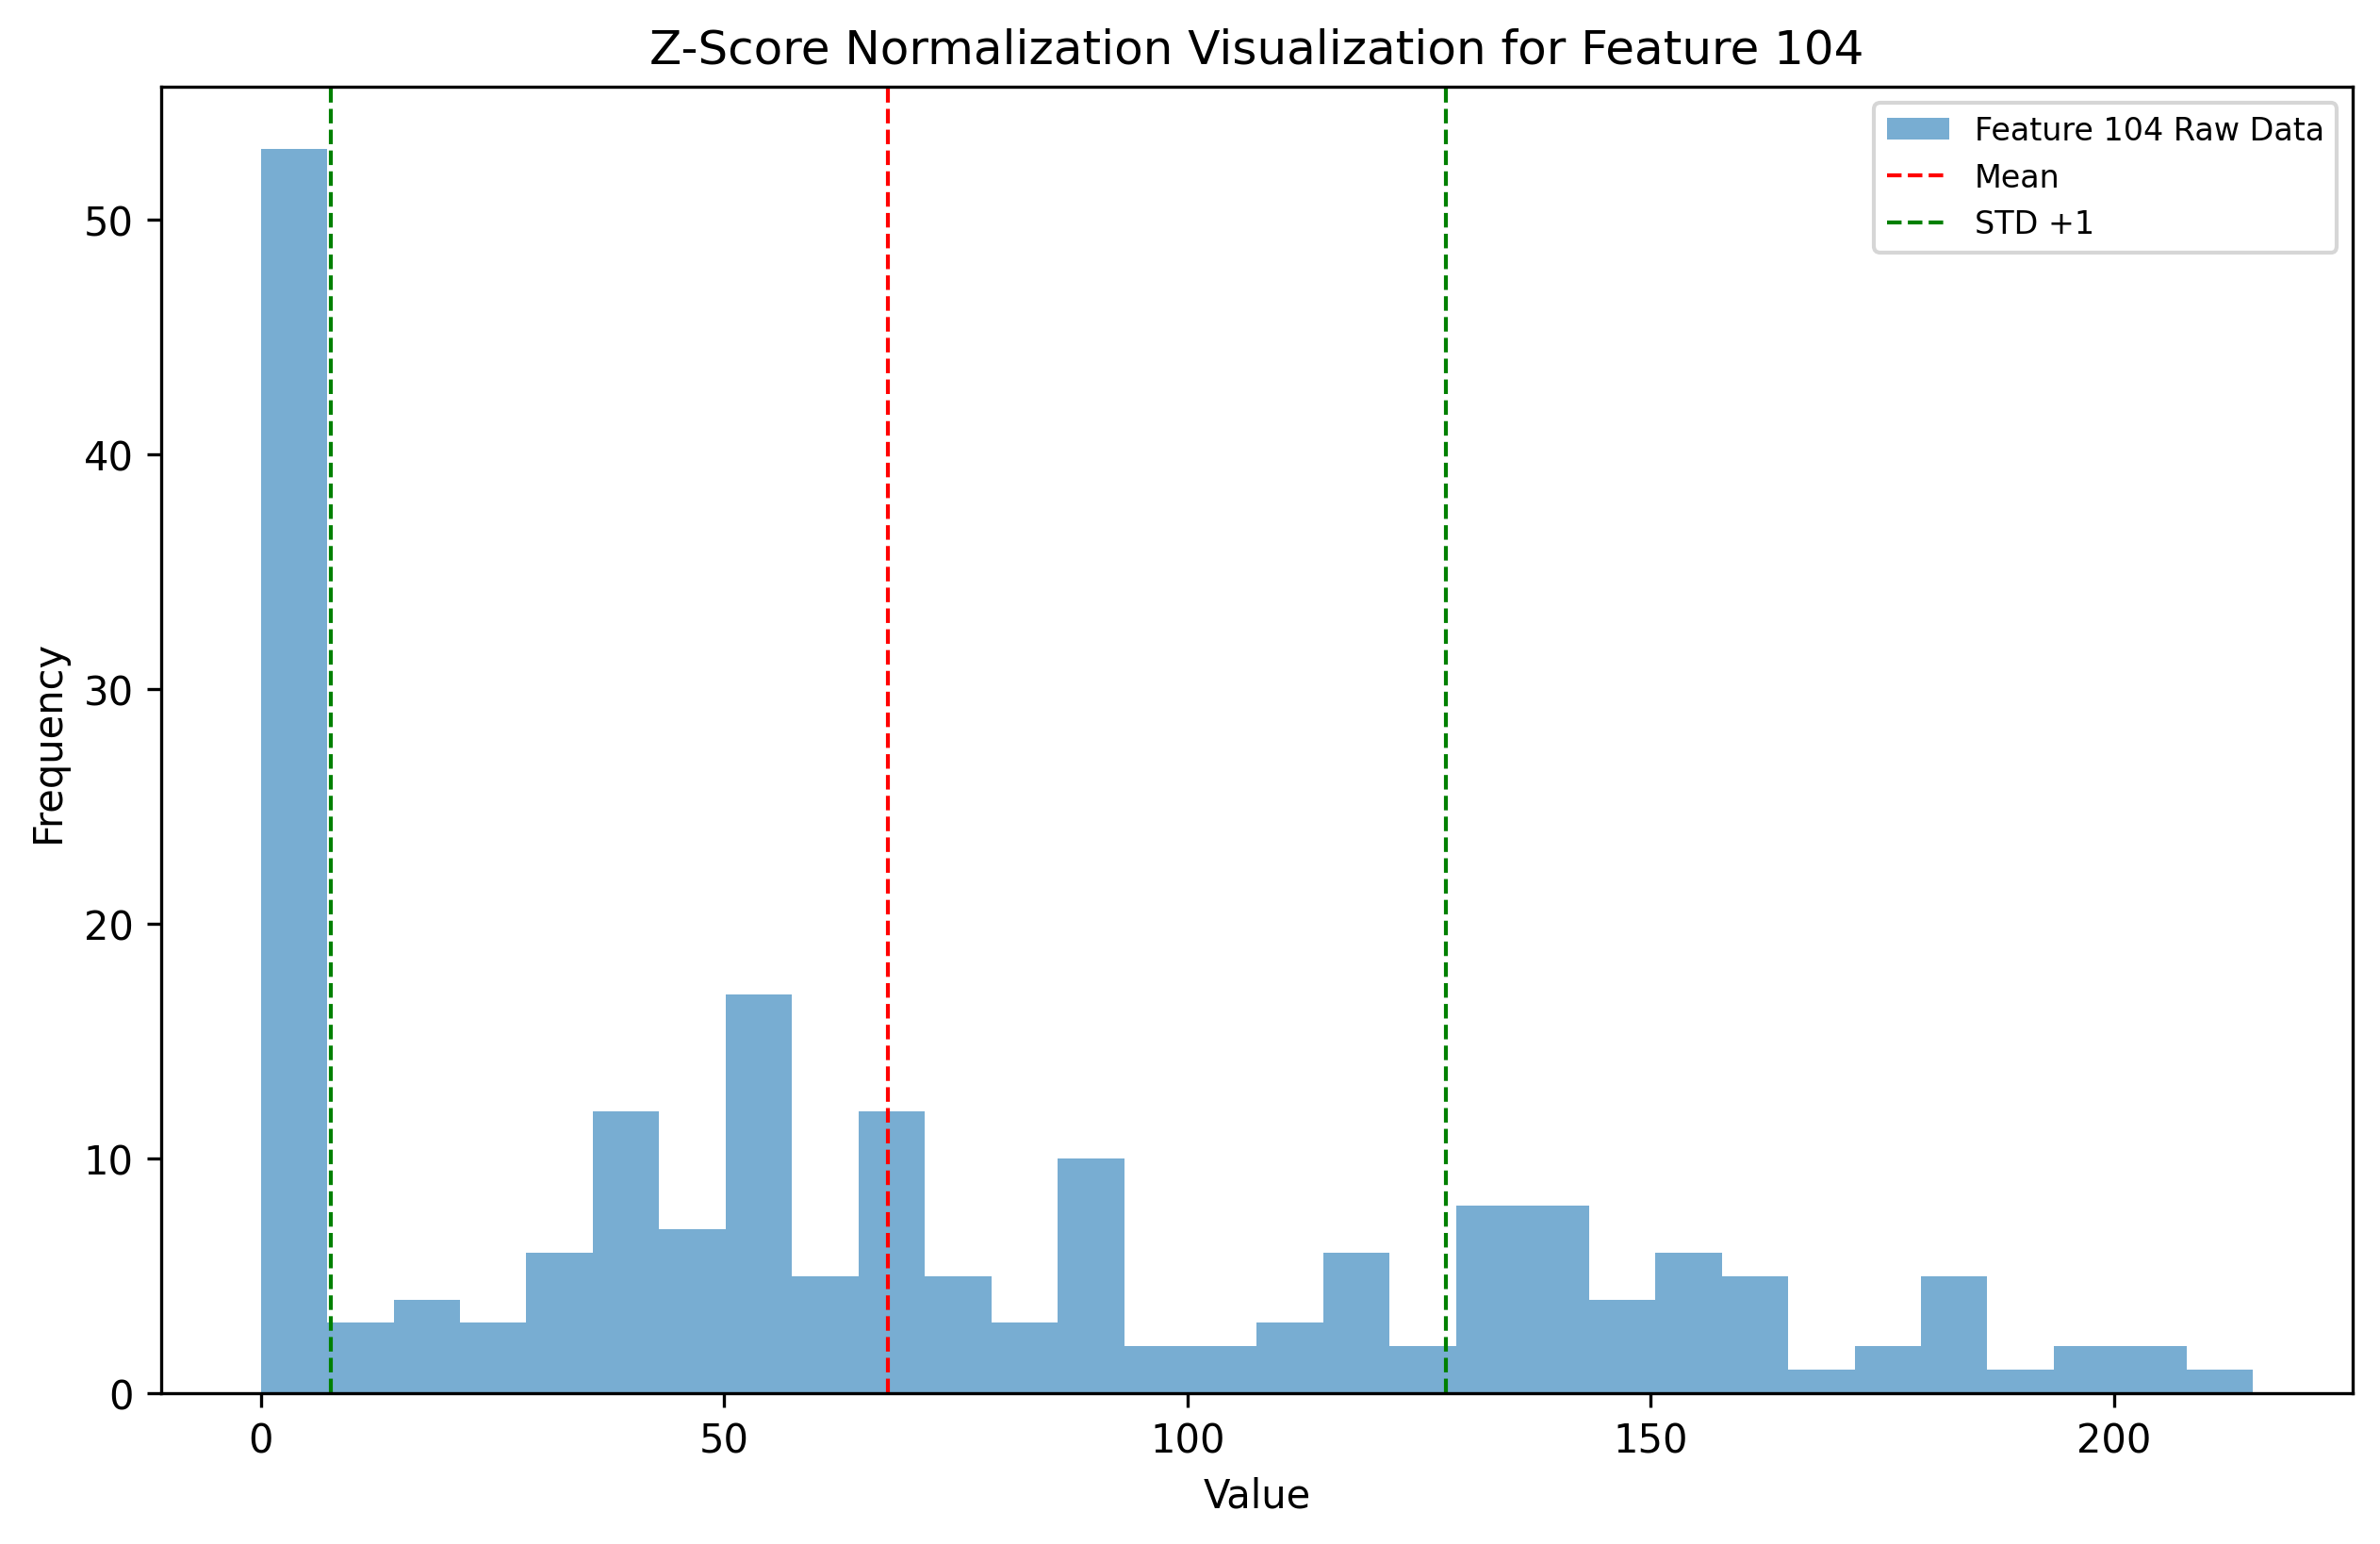 Z-Score Normalization Visualization for Feature 104
Feature 104 Raw Data
Mean
STD +1
50
40
30
20
10
0
Frequency
0 50 100 150 200
Value